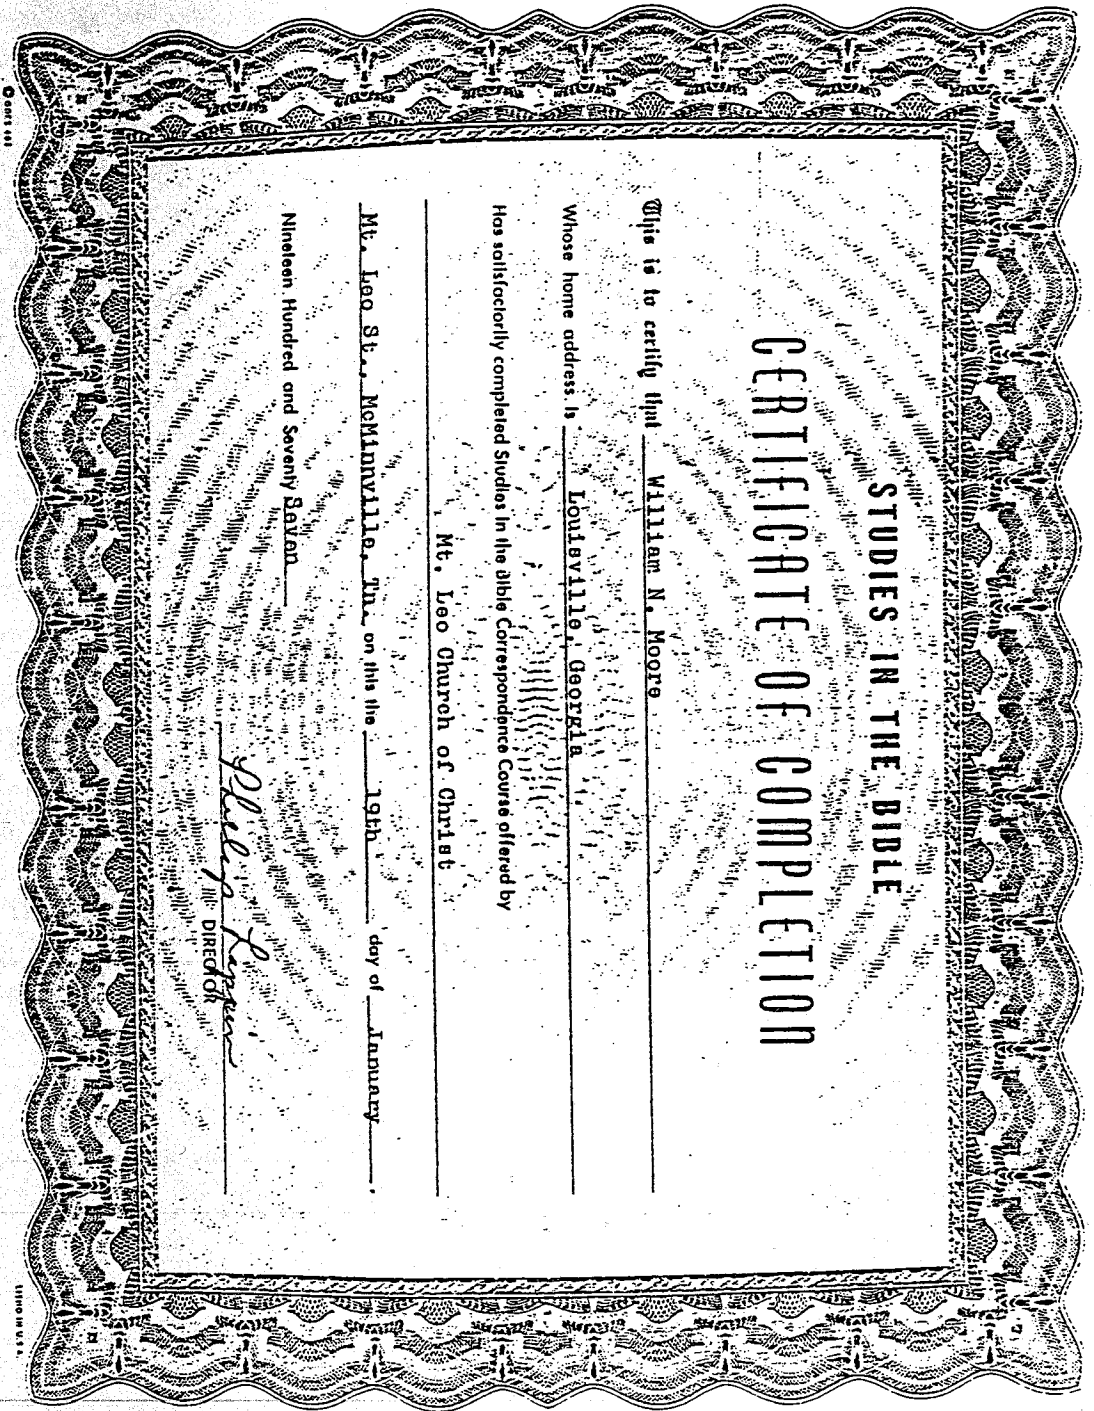 STUDIES IN THE BIBLE
CERTIFICATE OF COMPLETION
This is to certify that William N. Moore
Whose home address is Louisville, Georgia
Has satisfactorily completed Studies in the Bible Correspondence Course offered by
Mt. Leo Church of Christ
Mt. Leo St., McMinnville, Tn. on this the 19th day of January.
Nineteen Hundred and Seventy Seven
DIRECTOR
LITHO IN U.S.A.